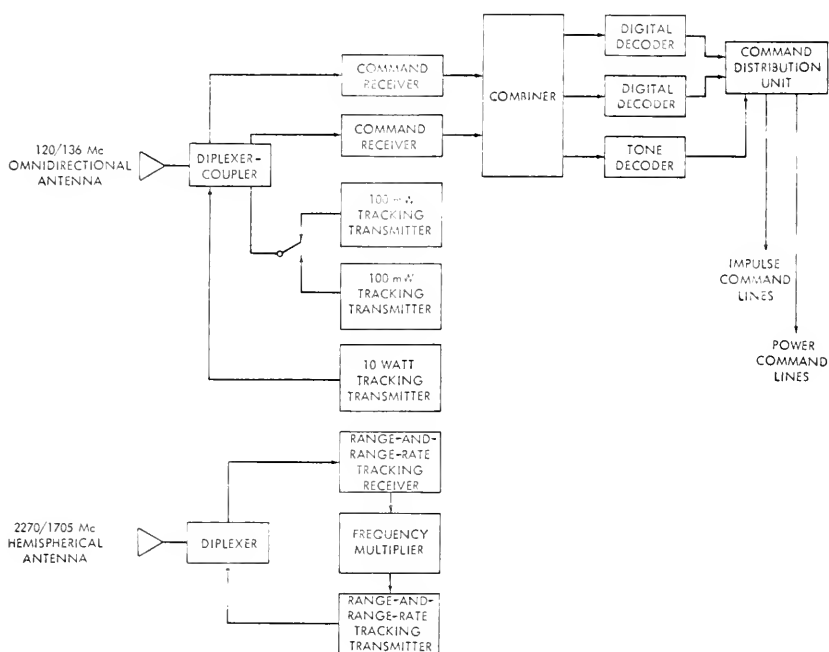 COMMAND
RECEIVER
COMMAND
RECEIVER
COMBINER
DIGITAL
DECODER
DIGITAL
DECODER
TONE
DECODER
COMMAND
DISTRIBUTION
UNIT
120/136 Mc
OMNIDIRECTIONAL
ANTENNA
DIPLEXER-
COUPLER
100 mW
TRACKING
TRANSMITTER
100 mW
TRACKING
TRANSMITTER
10 WATT
TRACKING
TRANSMITTER
IMPULSE
COMMAND
LINES
POWER
COMMAND
LINES
2270/1705 Mc
HEMISPHERICAL
ANTENNA
DIPLEXER
RANGE-AND-
RANGE-RATE
TRACKING
RECEIVER
FREQUENCY
MULTIPLIER
RANGE-AND-
RANGE-RATE
TRACKING
TRANSMITTER